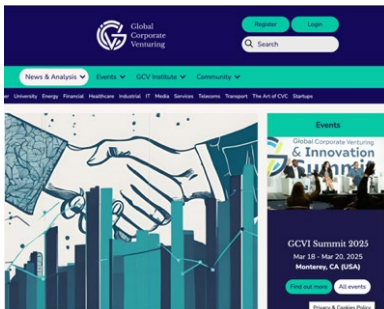 Global
Corporate
Venturing
Register
Login
Search
News & Analysis
Events
GCV Institute
Community
er University Energy Financial Healthcare Industrial IT Media Services Telecoms Transport The Art of CVC Startups
Events
Global Corporate Venturing
& Innovation
Summit
GCVI Summit 2025
Mar 18 - Mar 20, 2025
Monterey, CA (USA)
Find out more
All events
Privacy & Cookies Policy